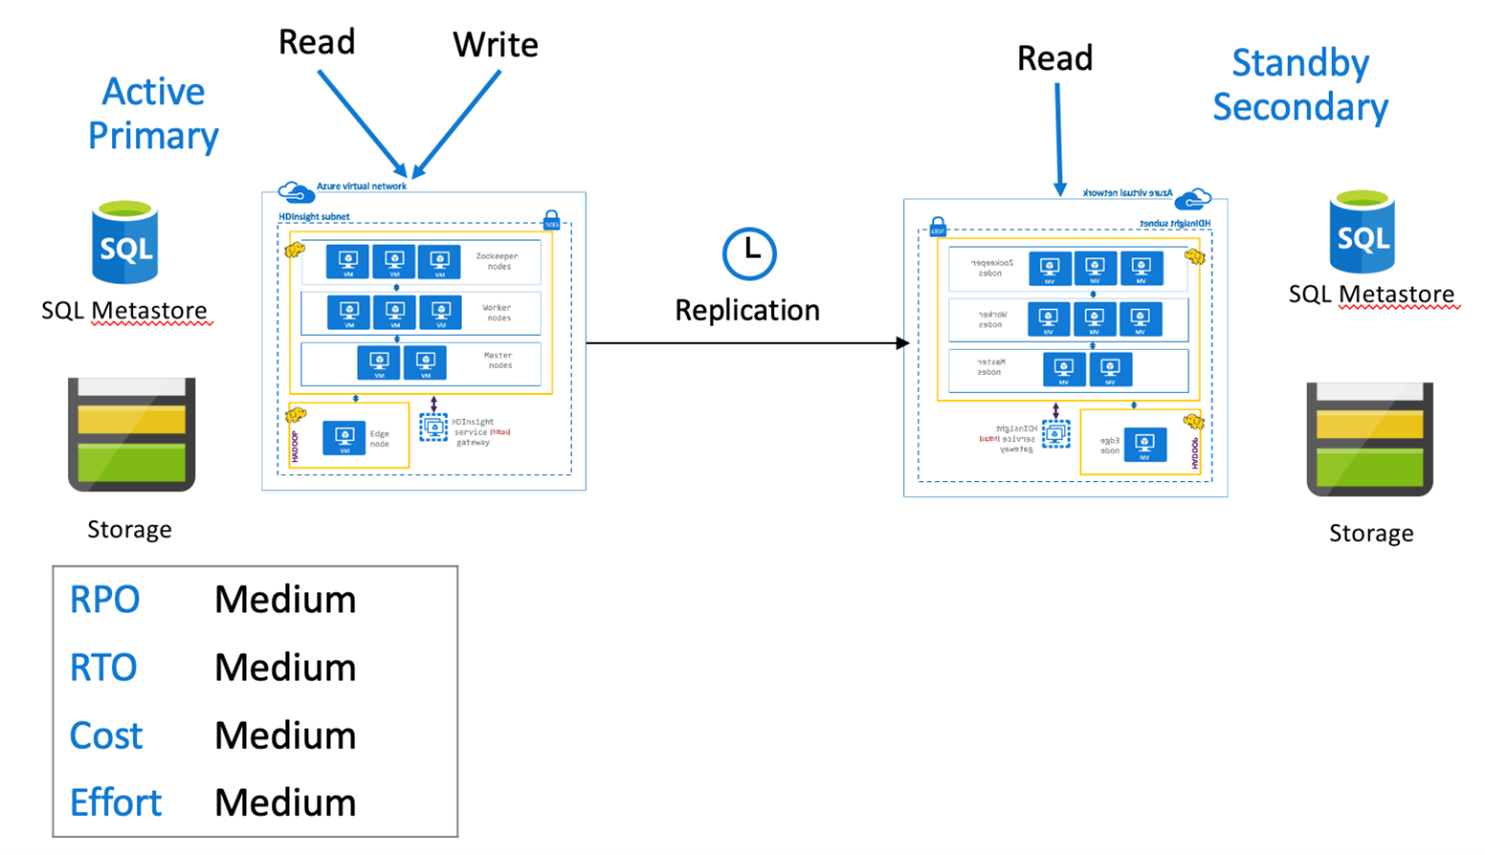 Read
Write
Read
Active
Primary
Standby
Secondary
Azure virtual network
HDInsight subnet
NSG
Zookeeper
nodes
VM
VM
VM
Worker
nodes
VM
VM
VM
Master
nodes
VM
VM
HADOOP
VM
Edge
node
HDInsight
service (https)
gateway
SQL
SQL Metastore
Storage
Replication
Azure virtual network
HDInsight subnet
NSG
Zookeeper
nodes
VM
VM
VM
Worker
nodes
VM
VM
VM
Master
nodes
VM
VM
HDInsight
service (https)
gateway
Edge
node
VM
HADOOP
SQL
SQL Metastore
Storage
RPO Medium
RTO Medium
Cost Medium
Effort Medium